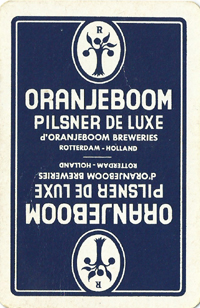 R
ORANJEBOOM
PILSNER DE LUXE
d'ORANJEBOOM BREWERIES
ROTTERDAM - HOLLAND
ROTTERDAM - HOLLAND
d'ORANJEBOOM BREWERIES
PILSNER DE LUXE
ORANJEBOOM
R